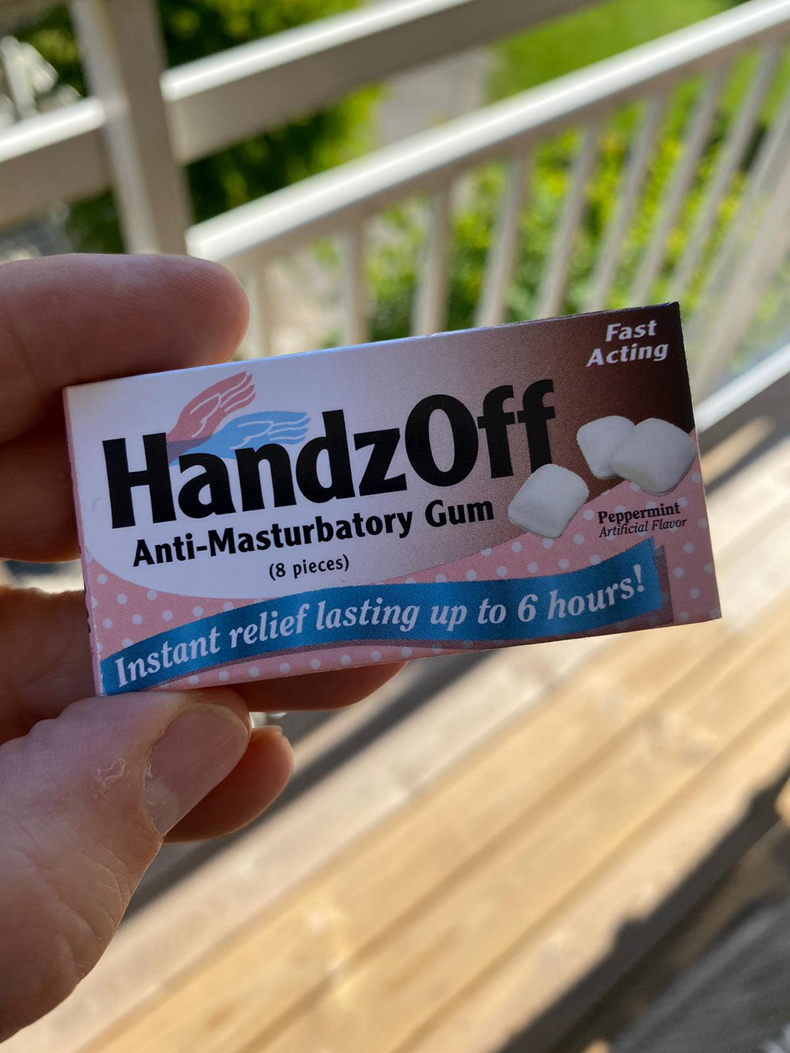 Fast
Acting
HandzOff
Anti-Masturbatory Gum
(8 pieces)
Peppermint
Artificial Flavor
Instant relief lasting up to 6 hours!